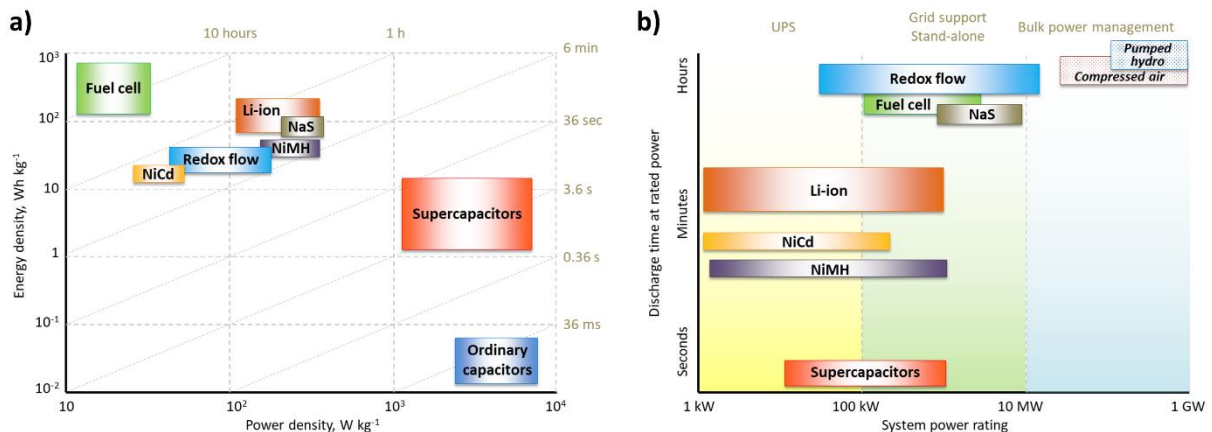 a)
10 hours
1 h
6 min
10³
Fuel cell
Li-ion
10²
36 sec
NaS
NiMH
Redox flow
NiCd
10
3.6 s
Supercapacitors
1
0.36 s
10⁻¹
36 ms
Ordinary
capacitors
10⁻²
10
10²
10³
10⁴
Energy density, Wh kg⁻¹
Power density, W kg⁻¹
b)
UPS
Grid support
Stand-alone
Bulk power management
Pumped
hydro
Compressed air
Redox flow
Fuel cell
NaS
Li-ion
NiCd
NiMH
Supercapacitors
Hours
Minutes
Seconds
Discharge time at rated power
1 kW
100 kW
10 MW
1 GW
System power rating